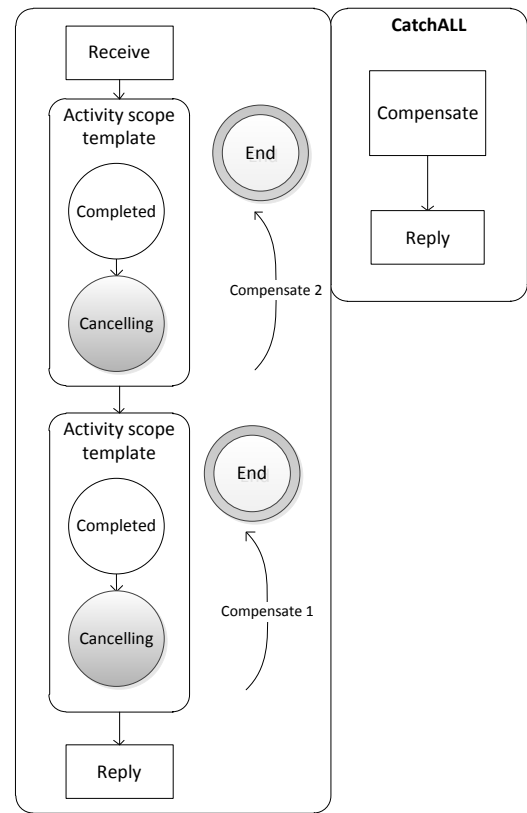 Receive
Activity scope
template
Completed
Cancelling
End
Compensate 2
Activity scope
template
Completed
Cancelling
End
Compensate 1
Reply
CatchALL
Compensate
Reply